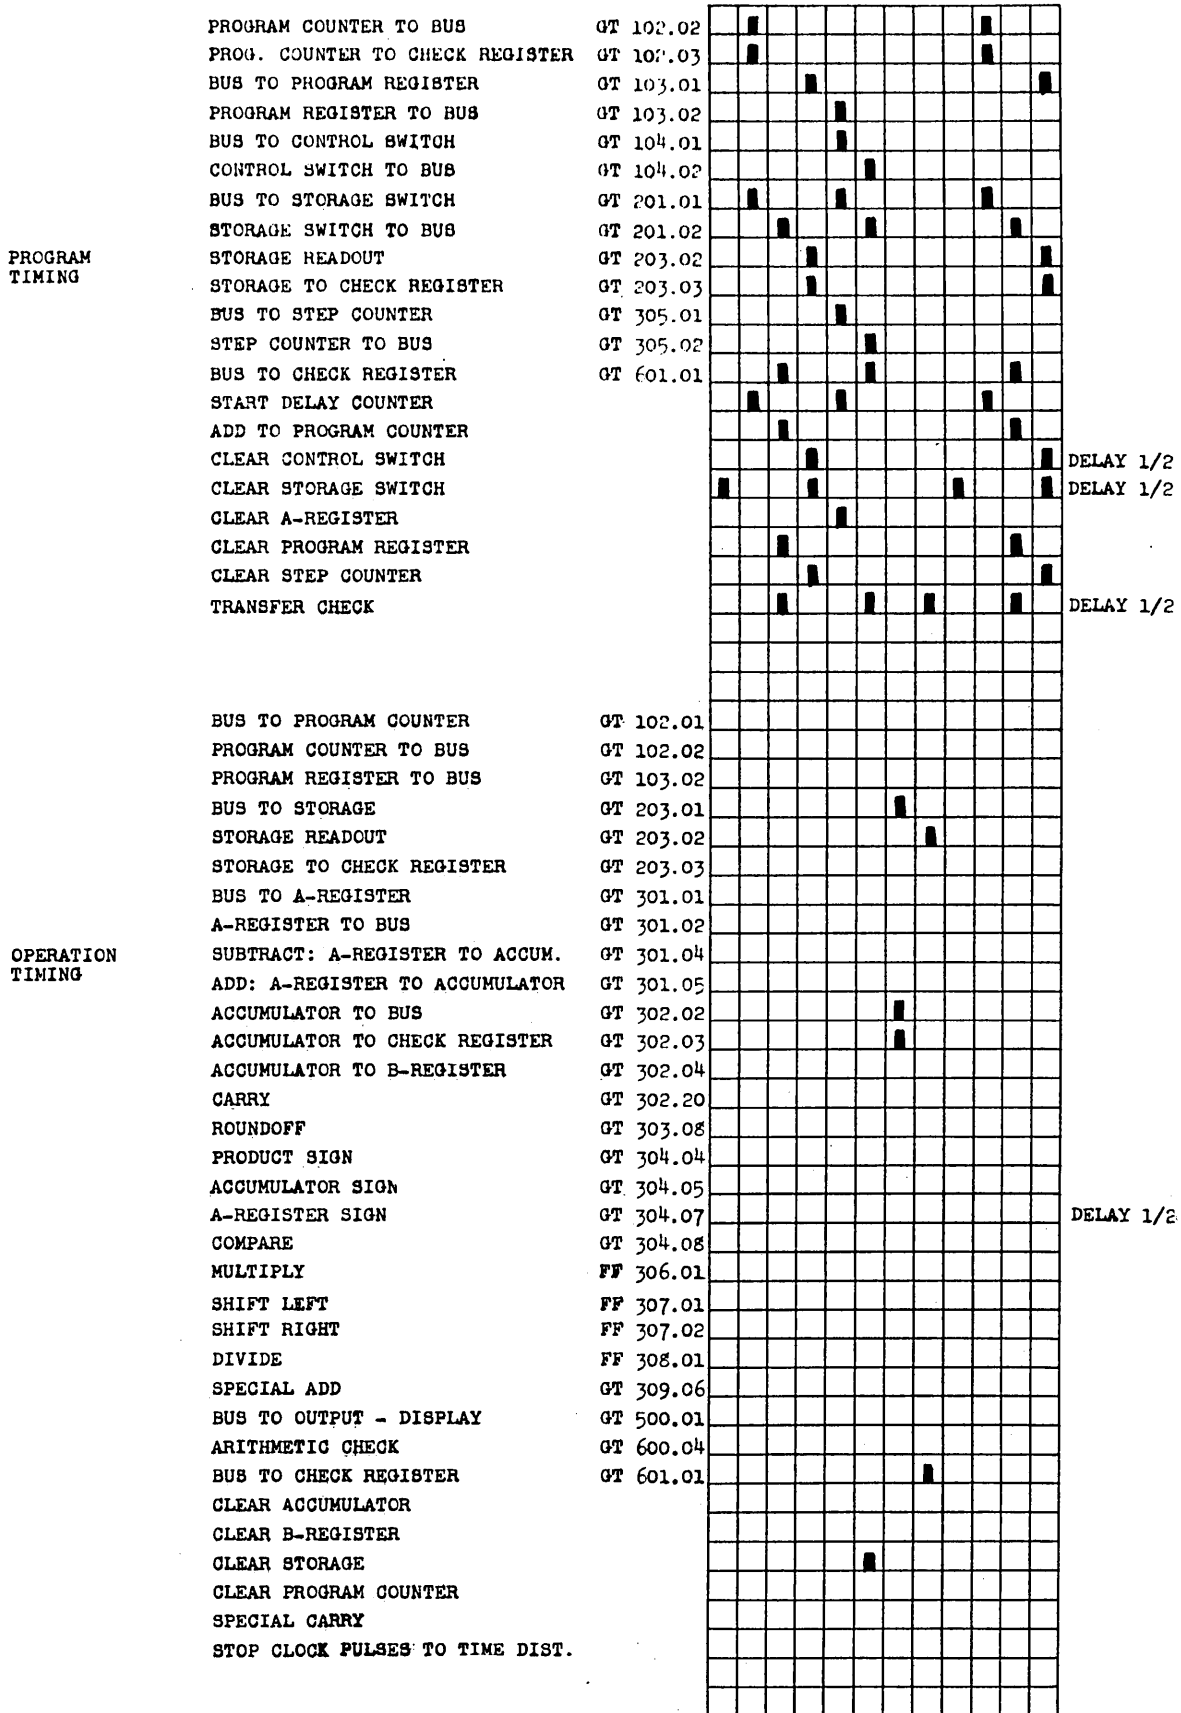 PROGRAM COUNTER TO BUS GT 102.02
PROG. COUNTER TO CHECK REGISTER GT 102.03
BUS TO PROGRAM REGISTER GT 103.01
PROGRAM REGISTER TO BUS GT 103.02
BUS TO CONTROL SWITCH GT 104.01
CONTROL SWITCH TO BUS GT 104.02
BUS TO STORAGE SWITCH GT 201.01
STORAGE SWITCH TO BUS GT 201.02
PROGRAM TIMING
STORAGE READOUT GT 203.02
STORAGE TO CHECK REGISTER GT 203.03
BUS TO STEP COUNTER GT 305.01
STEP COUNTER TO BUS GT 305.02
BUS TO CHECK REGISTER GT 601.01
START DELAY COUNTER
ADD TO PROGRAM COUNTER
CLEAR CONTROL SWITCH DELAY 1/2
CLEAR STORAGE SWITCH DELAY 1/2
CLEAR A-REGISTER
CLEAR PROGRAM REGISTER
CLEAR STEP COUNTER
TRANSFER CHECK DELAY 1/2
BUS TO PROGRAM COUNTER GT 102.01
PROGRAM COUNTER TO BUS GT 102.02
PROGRAM REGISTER TO BUS GT 103.02
BUS TO STORAGE GT 203.01
STORAGE READOUT GT 203.02
STORAGE TO CHECK REGISTER GT 203.03
BUS TO A-REGISTER GT 301.01
A-REGISTER TO BUS GT 301.02
OPERATION TIMING
SUBTRACT: A-REGISTER TO ACCUM. GT 301.04
ADD: A-REGISTER TO ACCUMULATOR GT 301.05
ACCUMULATOR TO BUS GT 302.02
ACCUMULATOR TO CHECK REGISTER GT 302.03
ACCUMULATOR TO B-REGISTER GT 302.04
CARRY GT 302.20
ROUNDOFF GT 303.08
PRODUCT SIGN GT 304.04
ACCUMULATOR SIGN GT 304.05
A-REGISTER SIGN GT 304.07 DELAY 1/2
COMPARE GT 304.08
MULTIPLY FF 306.01
SHIFT LEFT FF 307.01
SHIFT RIGHT FF 307.02
DIVIDE FF 308.01
SPECIAL ADD GT 309.06
BUS TO OUTPUT - DISPLAY GT 500.01
ARITHMETIC CHECK GT 600.04
BUS TO CHECK REGISTER GT 601.01
CLEAR ACCUMULATOR
CLEAR B-REGISTER
CLEAR STORAGE
CLEAR PROGRAM COUNTER
SPECIAL CARRY
STOP CLOCK PULSES TO TIME DIST.